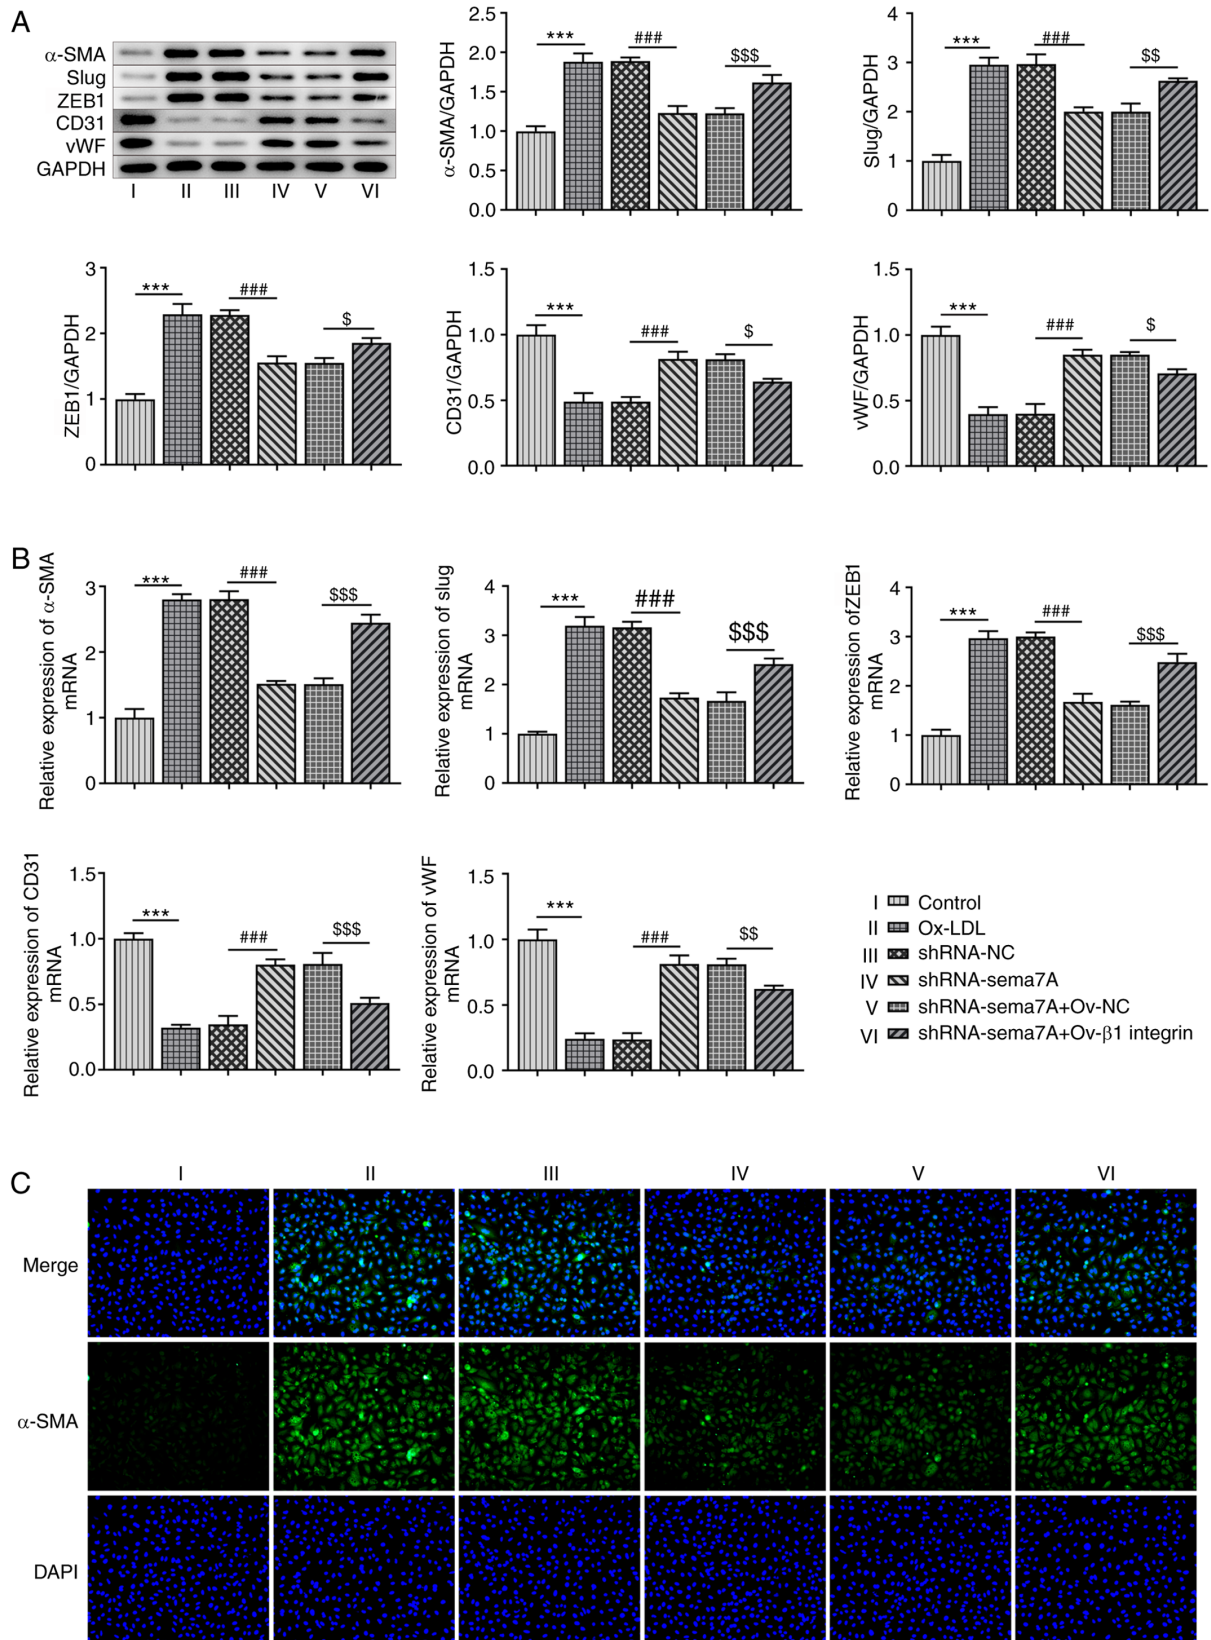 A
α-SMA
Slug
ZEB1
CD31
vWF
GAPDH
I II III IV V VI
α-SMA/GAPDH
2.5
2.0
1.5
1.0
0.5
0.0
*** ### $$$
Slug/GAPDH
4
3
2
1
0
*** ### $$
ZEB1/GAPDH
3
2
1
0
*** ### $
CD31/GAPDH
1.5
1.0
0.5
0.0
*** ### $
vWF/GAPDH
1.5
1.0
0.5
0.0
*** ### $
B
Relative expression of α-SMA
mRNA
3
2
1
0
*** ### $$$
Relative expression of slug
mRNA
4
3
2
1
0
*** ### $$$
Relative expression ofZEB1
mRNA
4
3
2
1
0
*** ### $$$
Relative expression of CD31
mRNA
1.5
1.0
0.5
0.0
*** ### $$$
Relative expression of vWF
mRNA
1.5
1.0
0.5
0.0
*** ### $$
I Control
II Ox-LDL
III shRNA-NC
IV shRNA-sema7A
V shRNA-sema7A+Ov-NC
VI shRNA-sema7A+Ov-β1 integrin
C
I II III IV V VI
Merge
α-SMA
DAPI